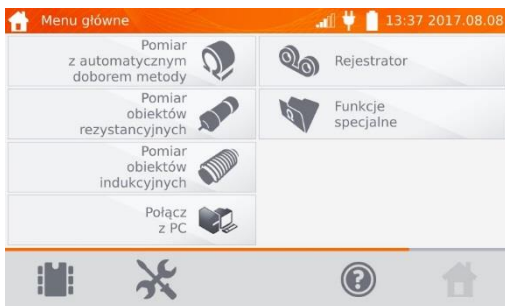 Menu główne
13:37 2017.08.08
Pomiar
z automatycznym
doborem metody
Rejestrator
Pomiar
obiektów
rezystancyjnych
Funkcje
specjalne
Pomiar
obiektów
indukcyjnych
Połącz
z PC
?